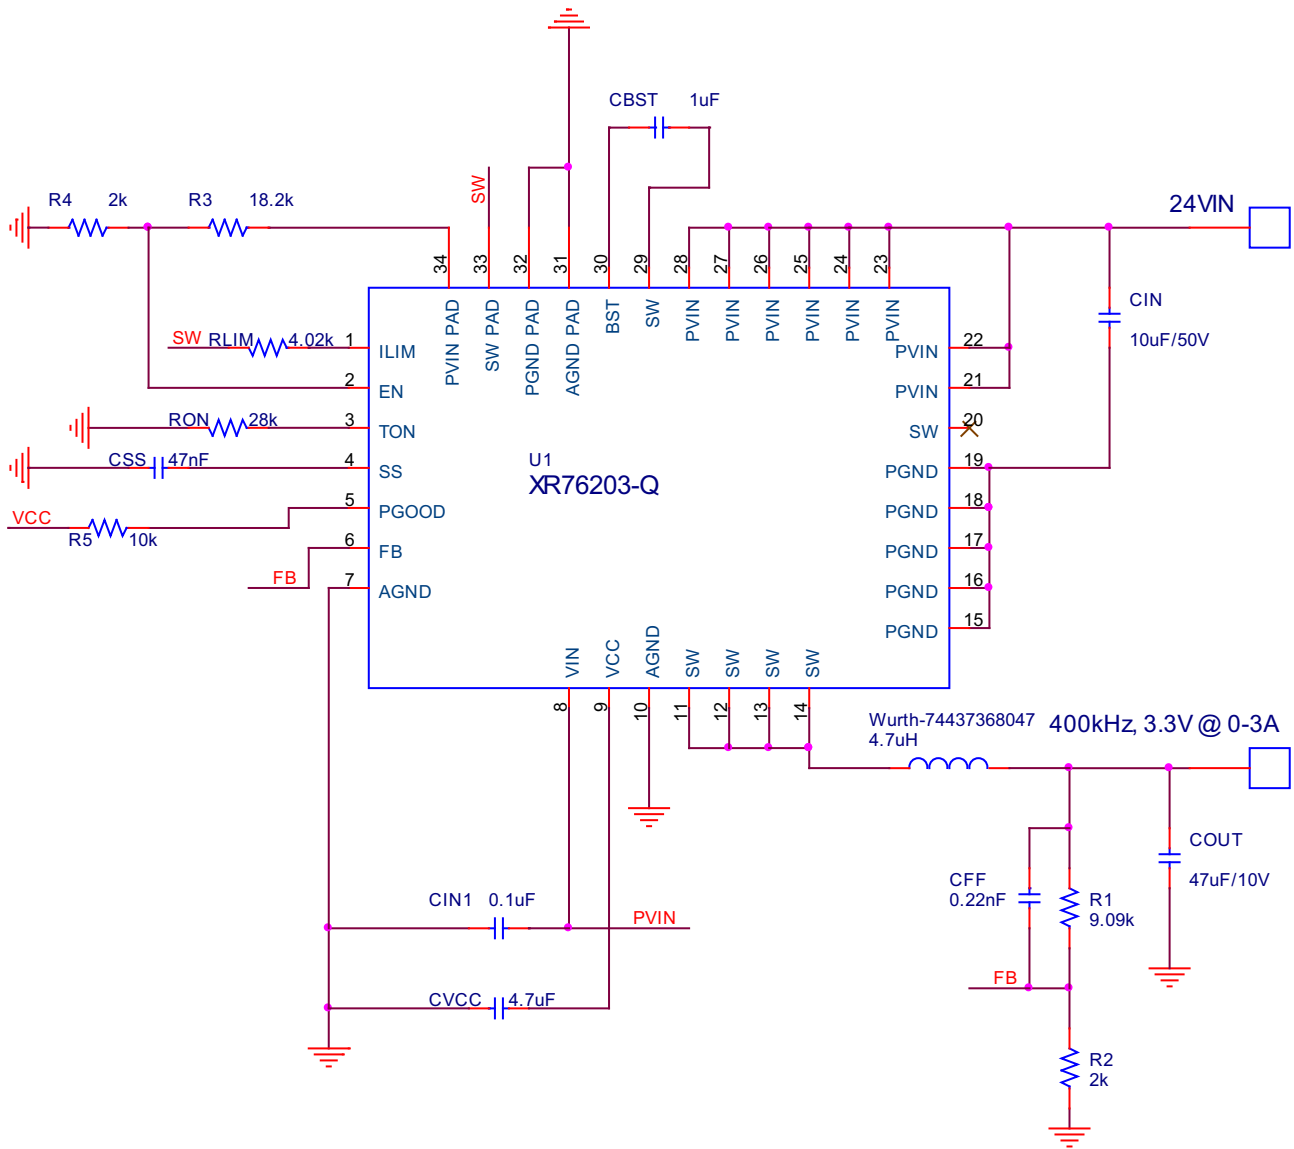 CBST 1uF
R4 2k R3 18.2k
SW
24VIN
34 33 32 31 30 29 28 27 26 25 24 23
PVIN PAD SW PAD PGND PAD AGND PAD BST SW PVIN PVIN PVIN PVIN PVIN PVIN
CIN
10uF/50V
SW RLIM 4.02k 1 ILIM
PVIN 22
2 EN
PVIN 21
RON 28k 3 TON
SW 20
CSS 47nF 4 SS
PGND 19
U1
XR76203-Q
5 PGOOD
PGND 18
VCC
R5 10k
6 FB
PGND 17
FB
7 AGND
PGND 16
PGND 15
VIN VCC AGND SW SW SW SW
8 9 10 11 12 13 14
Wurth-74437368047
4.7uH
400kHz, 3.3V @ 0-3A
COUT
47uF/10V
CFF
0.22nF
R1
9.09k
CIN1 0.1uF
PVIN
FB
CVCC 4.7uF
R2
2k